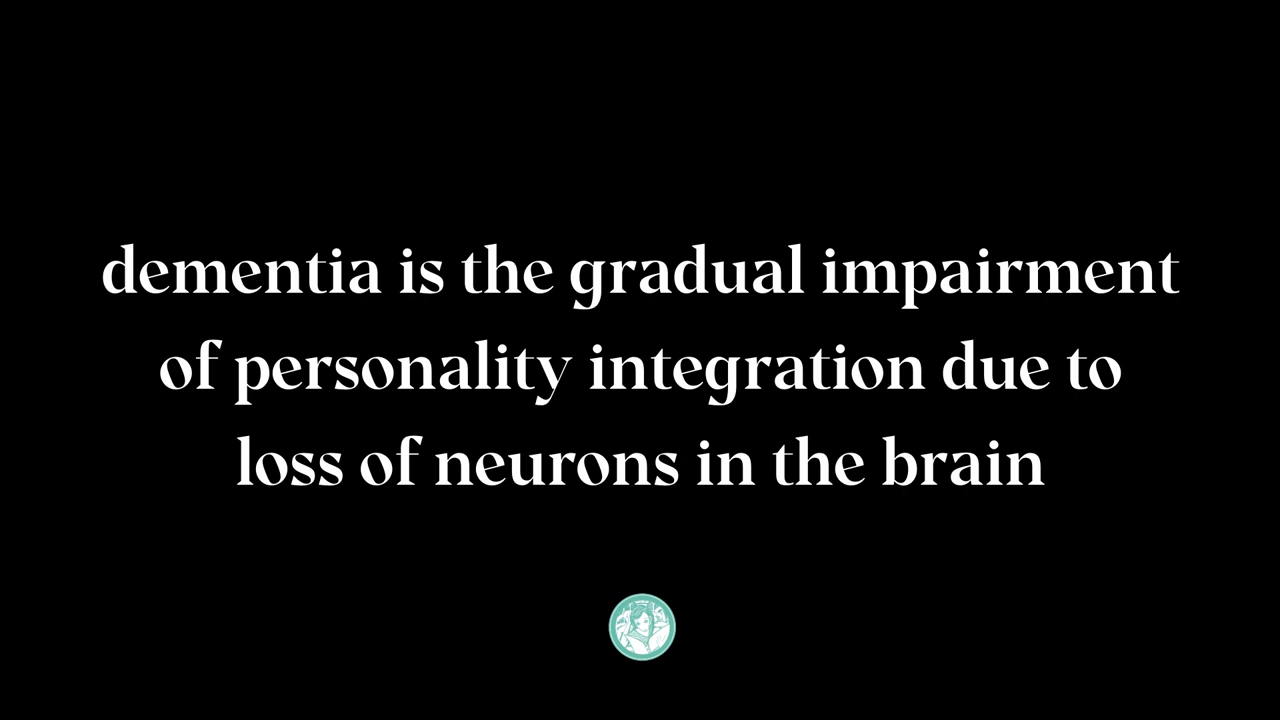 dementia is the gradual impairment
of personality integration due to
loss of neurons in the brain